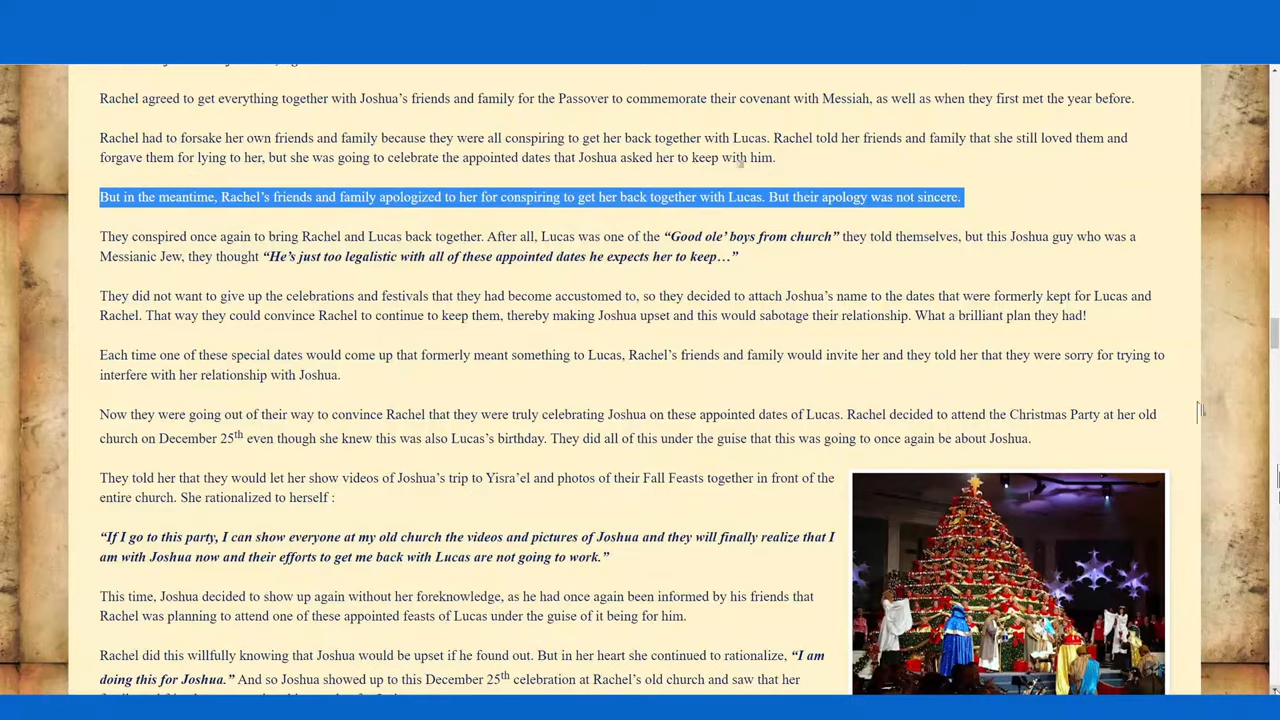 Rachel agreed to get everything together with Joshua’s friends and family for the Passover to commemorate their covenant with Messiah, as well as when they first met the year before.
Rachel had to forsake her own friends and family because they were all conspiring to get her back together with Lucas. Rachel told her friends and family that she still loved them and
forgave them for lying to her, but she was going to celebrate the appointed dates that Joshua asked her to keep with him.
But in the meantime, Rachel’s friends and family apologized to her for conspiring to get her back together with Lucas. But their apology was not sincere.
They conspired once again to bring Rachel and Lucas back together. After all, Lucas was one of the “Good ole’ boys from church” they told themselves, but this Joshua guy who was a
Messianic Jew, they thought “He’s just too legalistic with all of these appointed dates he expects her to keep…”
They did not want to give up the celebrations and festivals that they had become accustomed to, so they decided to attach Joshua’s name to the dates that were formerly kept for Lucas and
Rachel. That way they could convince Rachel to continue to keep them, thereby making Joshua upset and this would sabotage their relationship. What a brilliant plan they had!
Each time one of these special dates would come up that formerly meant something to Lucas, Rachel’s friends and family would invite her and they told her that they were sorry for trying to
interfere with her relationship with Joshua.
Now they were going out of their way to convince Rachel that they were truly celebrating Joshua on these appointed dates of Lucas. Rachel decided to attend the Christmas Party at her old
church on December 25th even though she knew this was also Lucas’s birthday. They did all of this under the guise that this was going to once again be about Joshua.
They told her that they would let her show videos of Joshua’s trip to Yisra’el and photos of their Fall Feasts together in front of the
entire church. She rationalized to herself :
“If I go to this party, I can show everyone at my old church the videos and pictures of Joshua and they will finally realize that I
am with Joshua now and their efforts to get me back with Lucas are not going to work.”
This time, Joshua decided to show up again without her foreknowledge, as he had once again been informed by his friends that
Rachel was planning to attend one of these appointed feasts of Lucas under the guise of it being for him.
Rachel did this willfully knowing that Joshua would be upset if he found out. But in her heart she continued to rationalize, “I am
doing this for Joshua.” And so Joshua showed up to this December 25th celebration at Rachel’s old church and saw that her